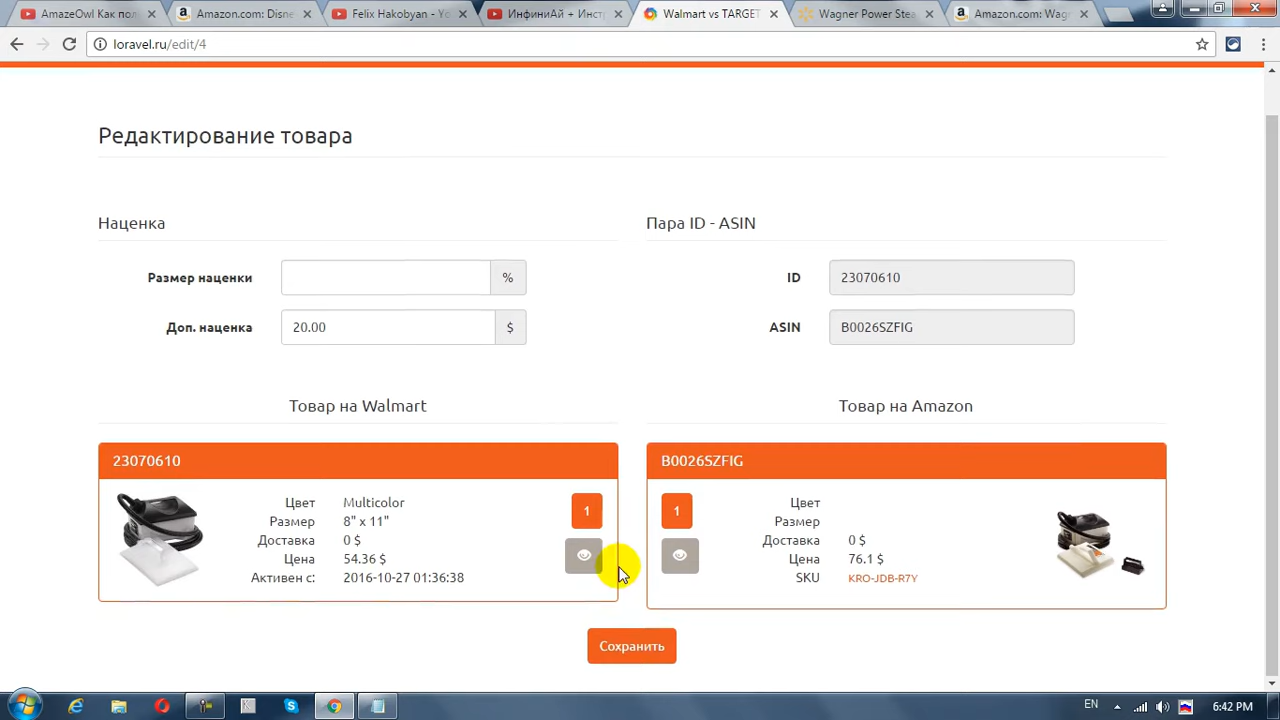 AmazeOwl Как пол
Amazon.com: Disne
Felix Hakobyan - Yo
ИнфиниАй + Инст
Walmart vs TARGET
Wagner Power Stea
Amazon.com: Wagn
loravel.ru/edit/4
Редактирование товара
Наценка
Размер наценки %
Доп. наценка 20.00 $
Пара ID - ASIN
ID 23070610
ASIN B0026SZFIG
Товар на Walmart
23070610
Цвет Multicolor
Размер 8" x 11"
Доставка 0 $
Цена 54.36 $
Активен с: 2016-10-27 01:36:38
1
Товар на Amazon
B0026SZFIG
1
Цвет
Размер
Доставка 0 $
Цена 76.1 $
SKU KRO-JDB-R7Y
Сохранить
EN
6:42 PM